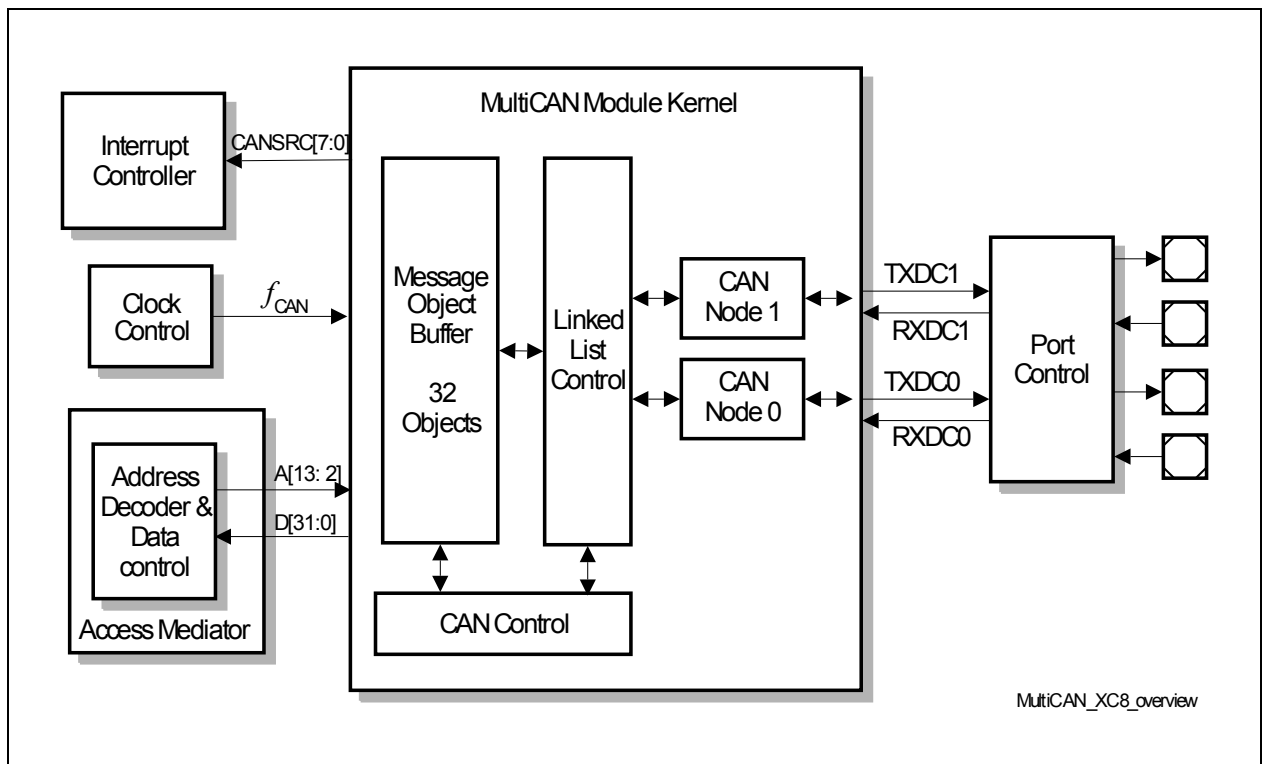 MultiCAN Module Kernel
Interrupt
Controller
CANSRC[7:0]
Clock
Control
fCAN
Address
Decoder &
Data
control
Access Mediator
A[13: 2]
D[31:0]
Message
Object
Buffer
32
Objects
Linked
List
Control
CAN
Node 1
CAN
Node 0
CAN Control
TXDC1
RXDC1
TXDC0
RXDC0
Port
Control
MultiCAN_XC8_overview